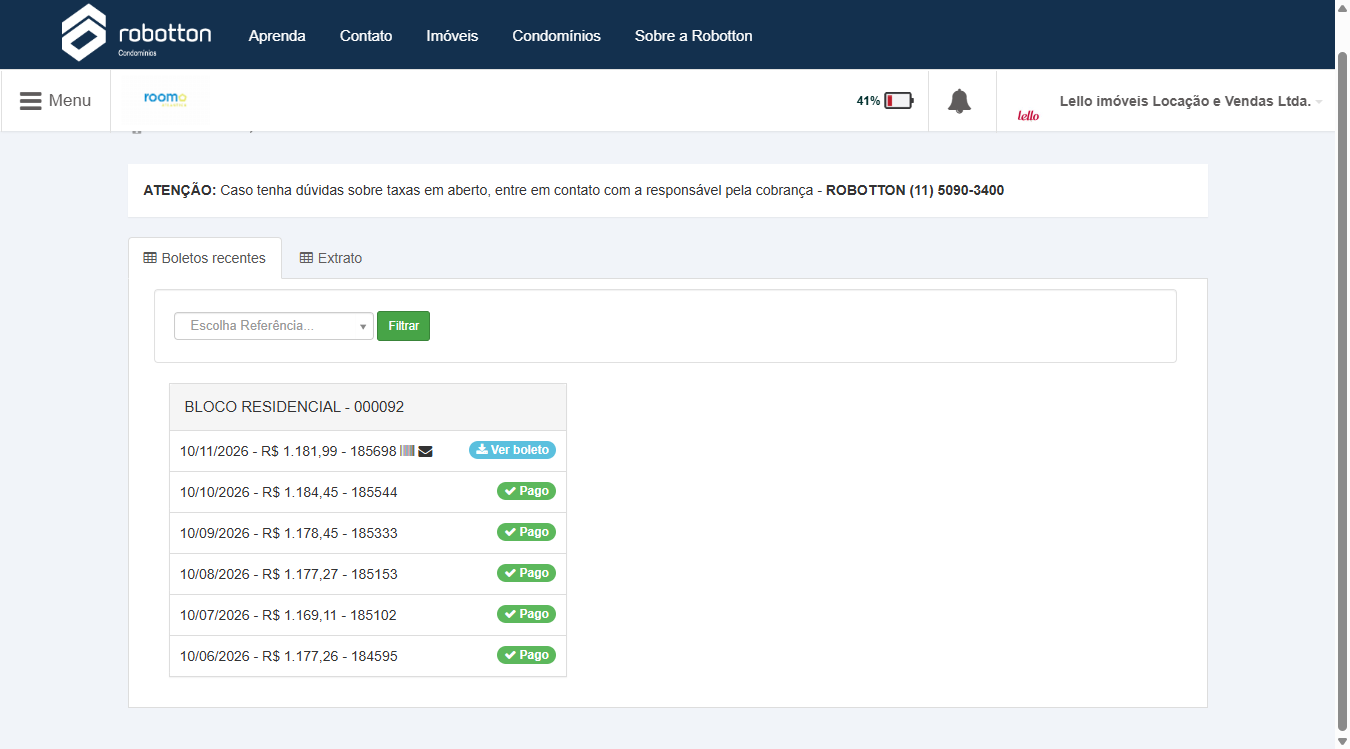 robotton
Condomínios
Aprenda
Contato
Imóveis
Condomínios
Sobre a Robotton
Menu
roomo
41%
lello
Lello imóveis Locação e Vendas Ltda.
ATENÇÃO: Caso tenha dúvidas sobre taxas em aberto, entre em contato com a responsável pela cobrança - ROBOTTON (11) 5090-3400
Boletos recentes
Extrato
Escolha Referência...
Filtrar
BLOCO RESIDENCIAL - 000092
10/11/2026 - R$ 1.181,99 - 185698 Ver boleto
10/10/2026 - R$ 1.184,45 - 185544 Pago
10/09/2026 - R$ 1.178,45 - 185333 Pago
10/08/2026 - R$ 1.177,27 - 185153 Pago
10/07/2026 - R$ 1.169,11 - 185102 Pago
10/06/2026 - R$ 1.177,26 - 184595 Pago